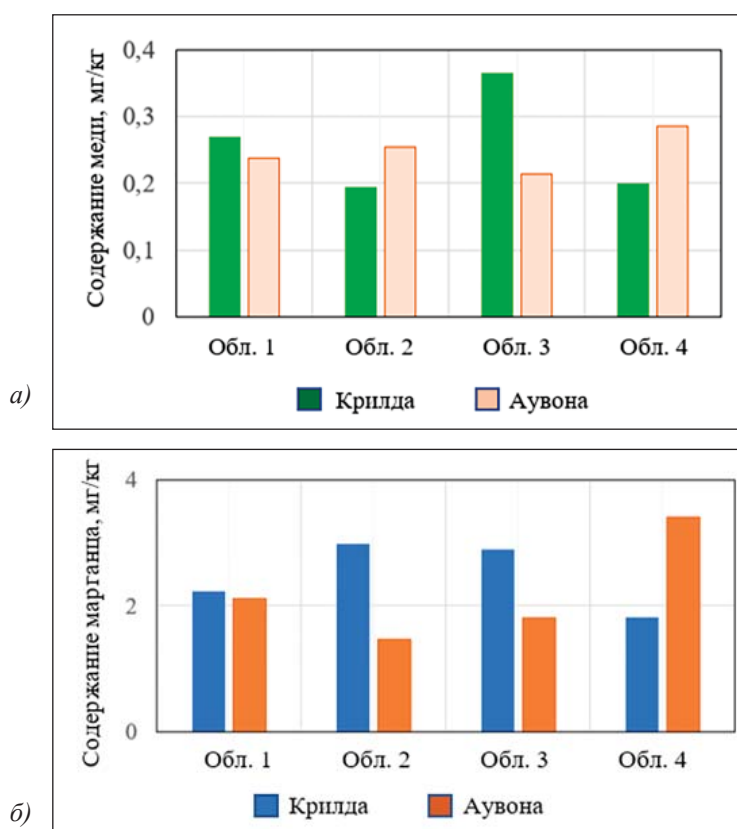 Содержание меди, мг/кг
0,4
0,3
0,2
0,1
0
Обл. 1 Обл. 2 Обл. 3 Обл. 4
а)
Крилда Аувона
Содержание марганца, мг/кг
4
2
0
Обл. 1 Обл. 2 Обл. 3 Обл. 4
б)
Крилда Аувона